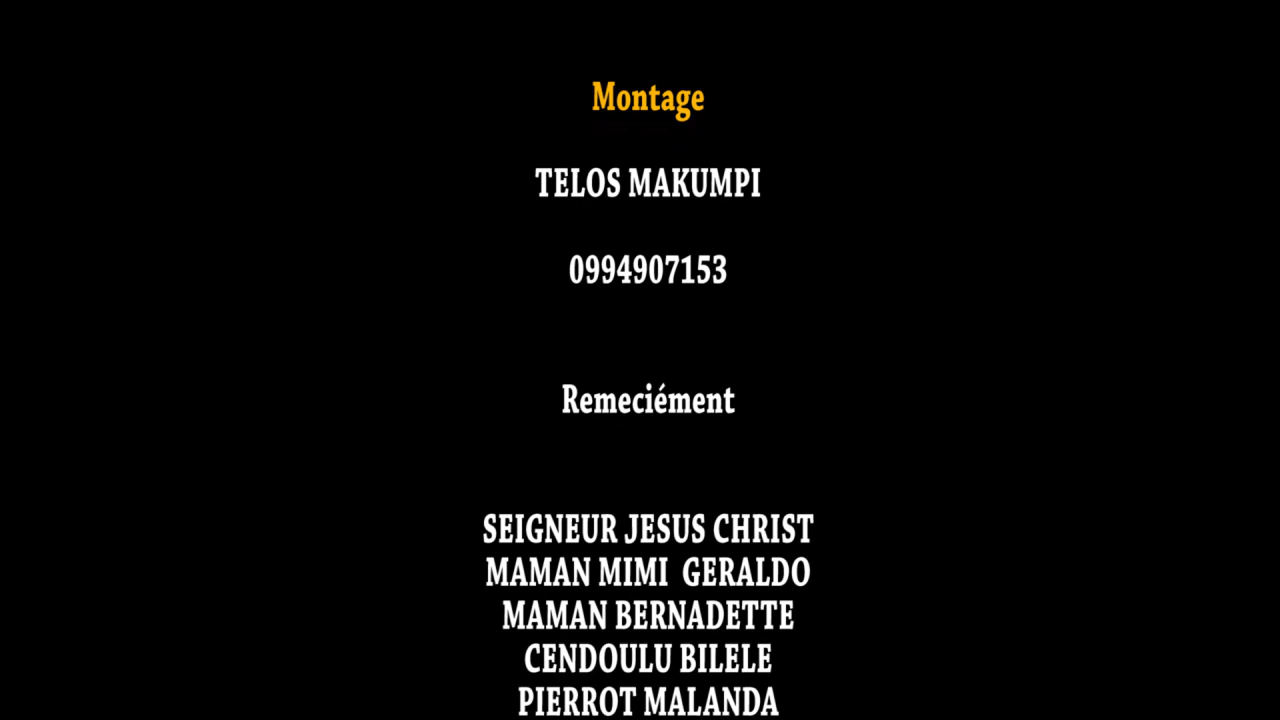 Montage
TELOS MAKUMPI
0994907153
Remeciément
SEIGNEUR JESUS CHRIST
MAMAN MIMI GERALDO
MAMAN BERNADETTE
CENDOULU BILELE
PIERROT MALANDA